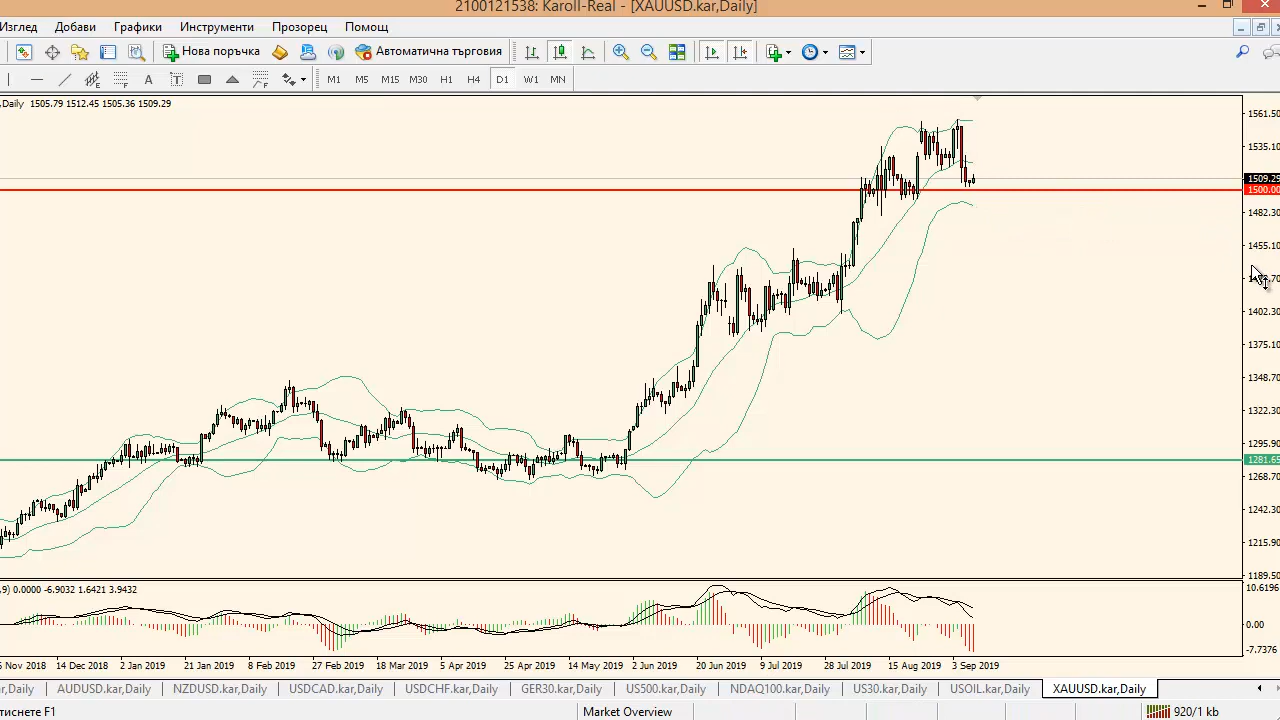 2100121538: Karoll-Real - [XAUUSD.kar,Daily]
Изглед Добави Графики Инструменти Прозорец Помощ
Нова поръчка Автоматична търговия
A T F M1 M5 M15 M30 H1 H4 D1 W1 MN
,Daily 1505.79 1512.45 1505.36 1509.29
1561.50
1535.10
1509.29
1500.00
1482.30
1455.10
1402.30
1375.10
1348.70
1322.30
1295.90
1281.65
1268.70
1242.30
1215.90
1189.50
,9) 0.0000 -6.9032 1.6421 3.9432
10.6196
0.00
-7.7376
Nov 2018 14 Dec 2018 2 Jan 2019 21 Jan 2019 8 Feb 2019 27 Feb 2019 18 Mar 2019 5 Apr 2019 25 Apr 2019 14 May 2019 2 Jun 2019 20 Jun 2019 9 Jul 2019 28 Jul 2019 15 Aug 2019 3 Sep 2019
r,Daily AUDUSD.kar,Daily NZDUSD.kar,Daily USDCAD.kar,Daily USDCHF.kar,Daily GER30.kar,Daily US500.kar,Daily NDAQ100.kar,Daily US30.kar,Daily USOIL.kar,Daily XAUUSD.kar,Daily
тиснете F1 Market Overview 920/1 kb